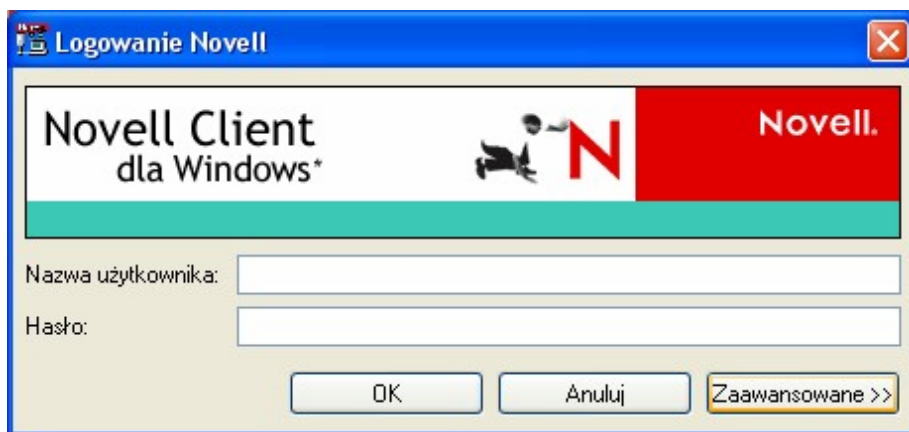 Logowanie Novell
Novell Client
dla Windows*
N
Novell.
Nazwa użytkownika:
Hasło:
OK Anuluj Zaawansowane >>